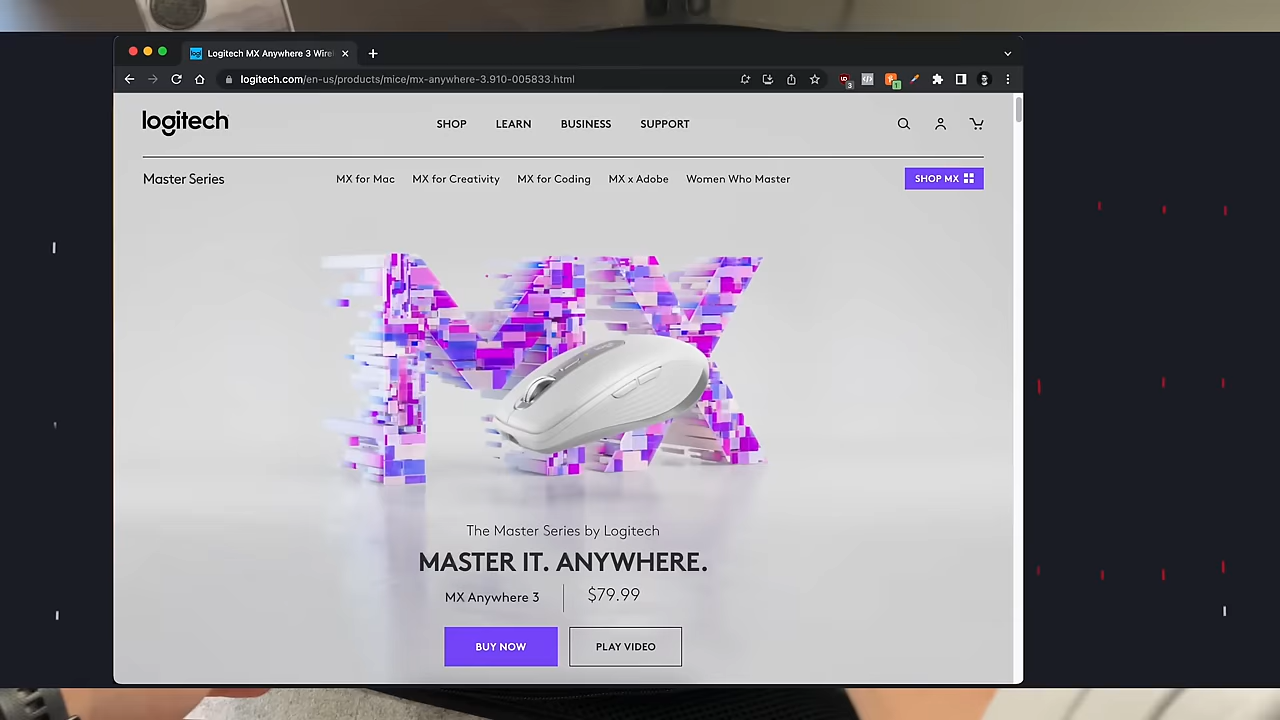 Logitech MX Anywhere 3 Wire
logitech.com/en-us/products/mice/mx-anywhere-3.910-005833.html
3
1
logitech
SHOP LEARN BUSINESS SUPPORT
Master Series
MX for Mac MX for Creativity MX for Coding MX x Adobe Women Who Master
SHOP MX
MX
The Master Series by Logitech
MASTER IT. ANYWHERE.
MX Anywhere 3 $79.99
BUY NOW PLAY VIDEO